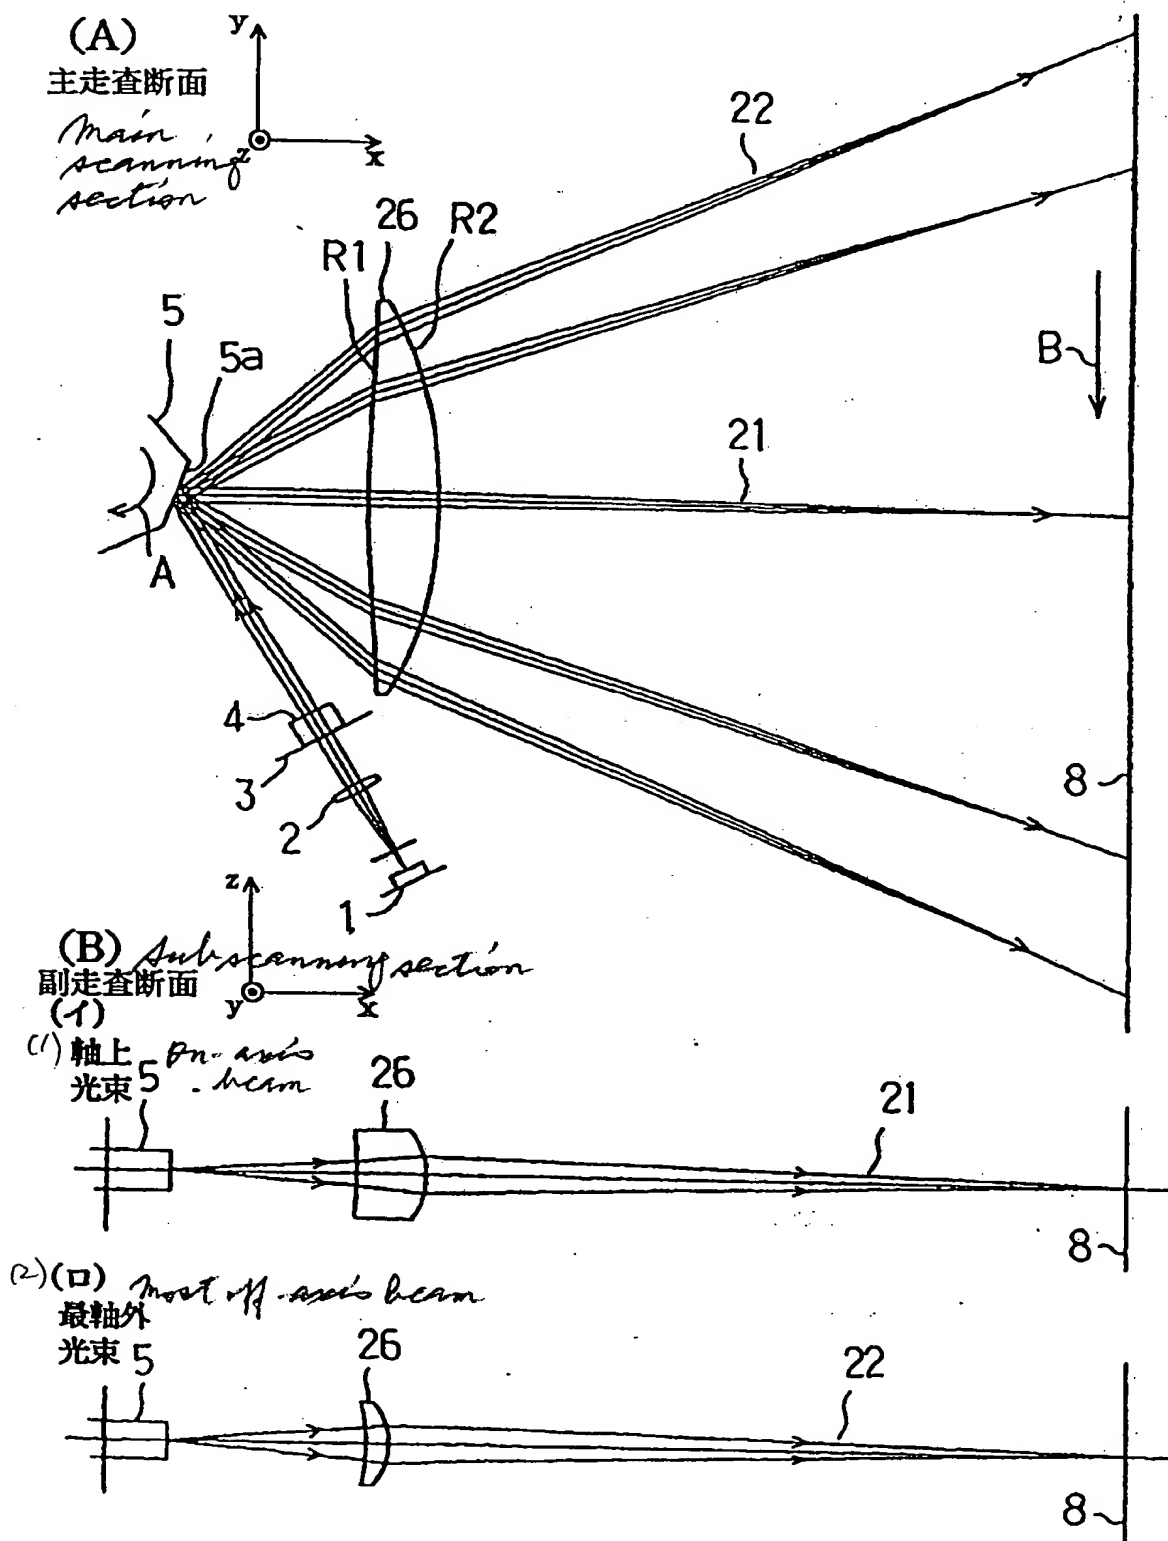 (A)
主走査断面
Main
scanning
section
y
z
x
22
26
R2
R1
5
5a
B
21
A
4
3
2
1
8
z
(B) Sub scanning section
副走査断面
y
x
(イ)
(1) 軸上 On-axis
光束 beam
5
26
21
8
(2) (ロ) most off-axis beam
最軸外
光束
5
26
22
8